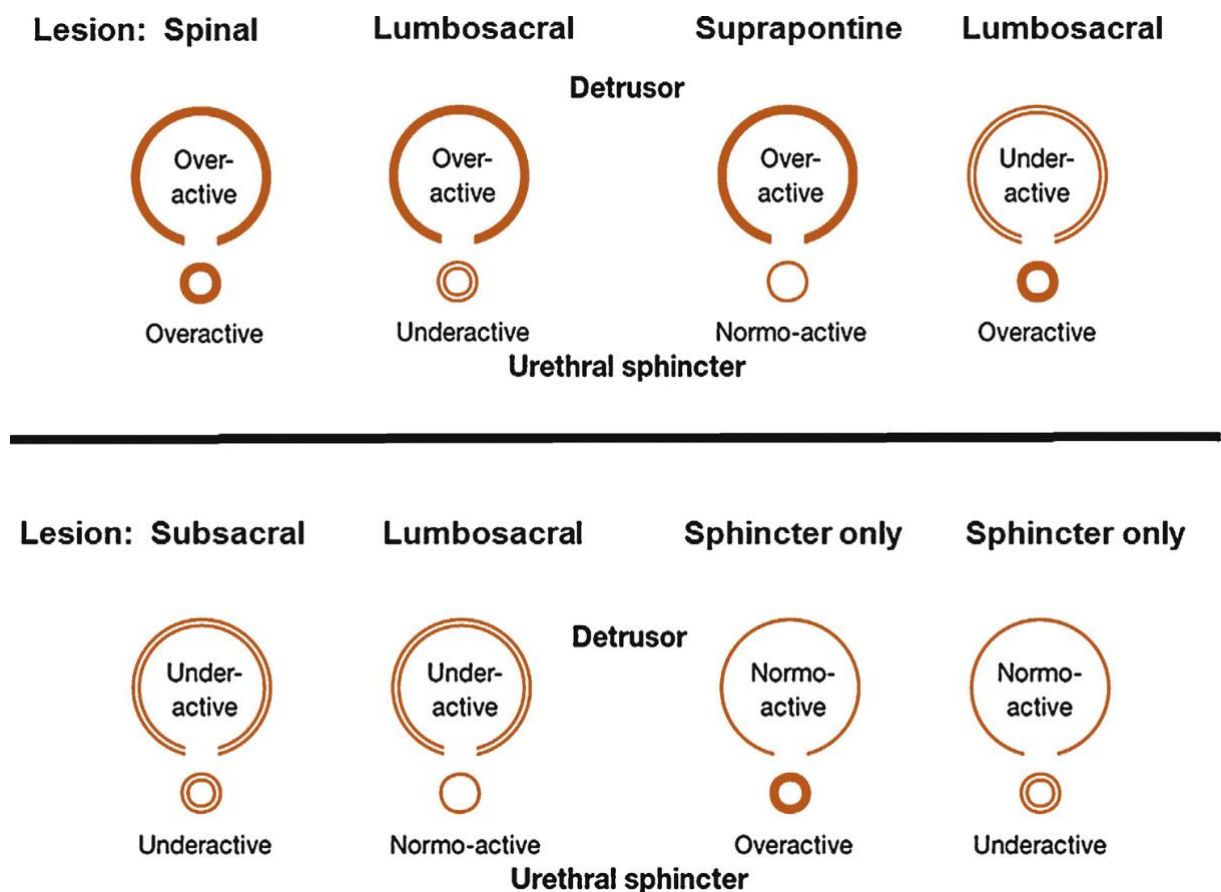 Lesion: Spinal Lumbosacral Suprapontine Lumbosacral
Detrusor
Over- Over- Over- Under-
active active active active
Overactive Underactive Normo-active Overactive
Urethral sphincter
Lesion: Subsacral Lumbosacral Sphincter only Sphincter only
Detrusor
Under- Under- Normo- Normo-
active active active active
Underactive Normo-active Overactive Underactive
Urethral sphincter